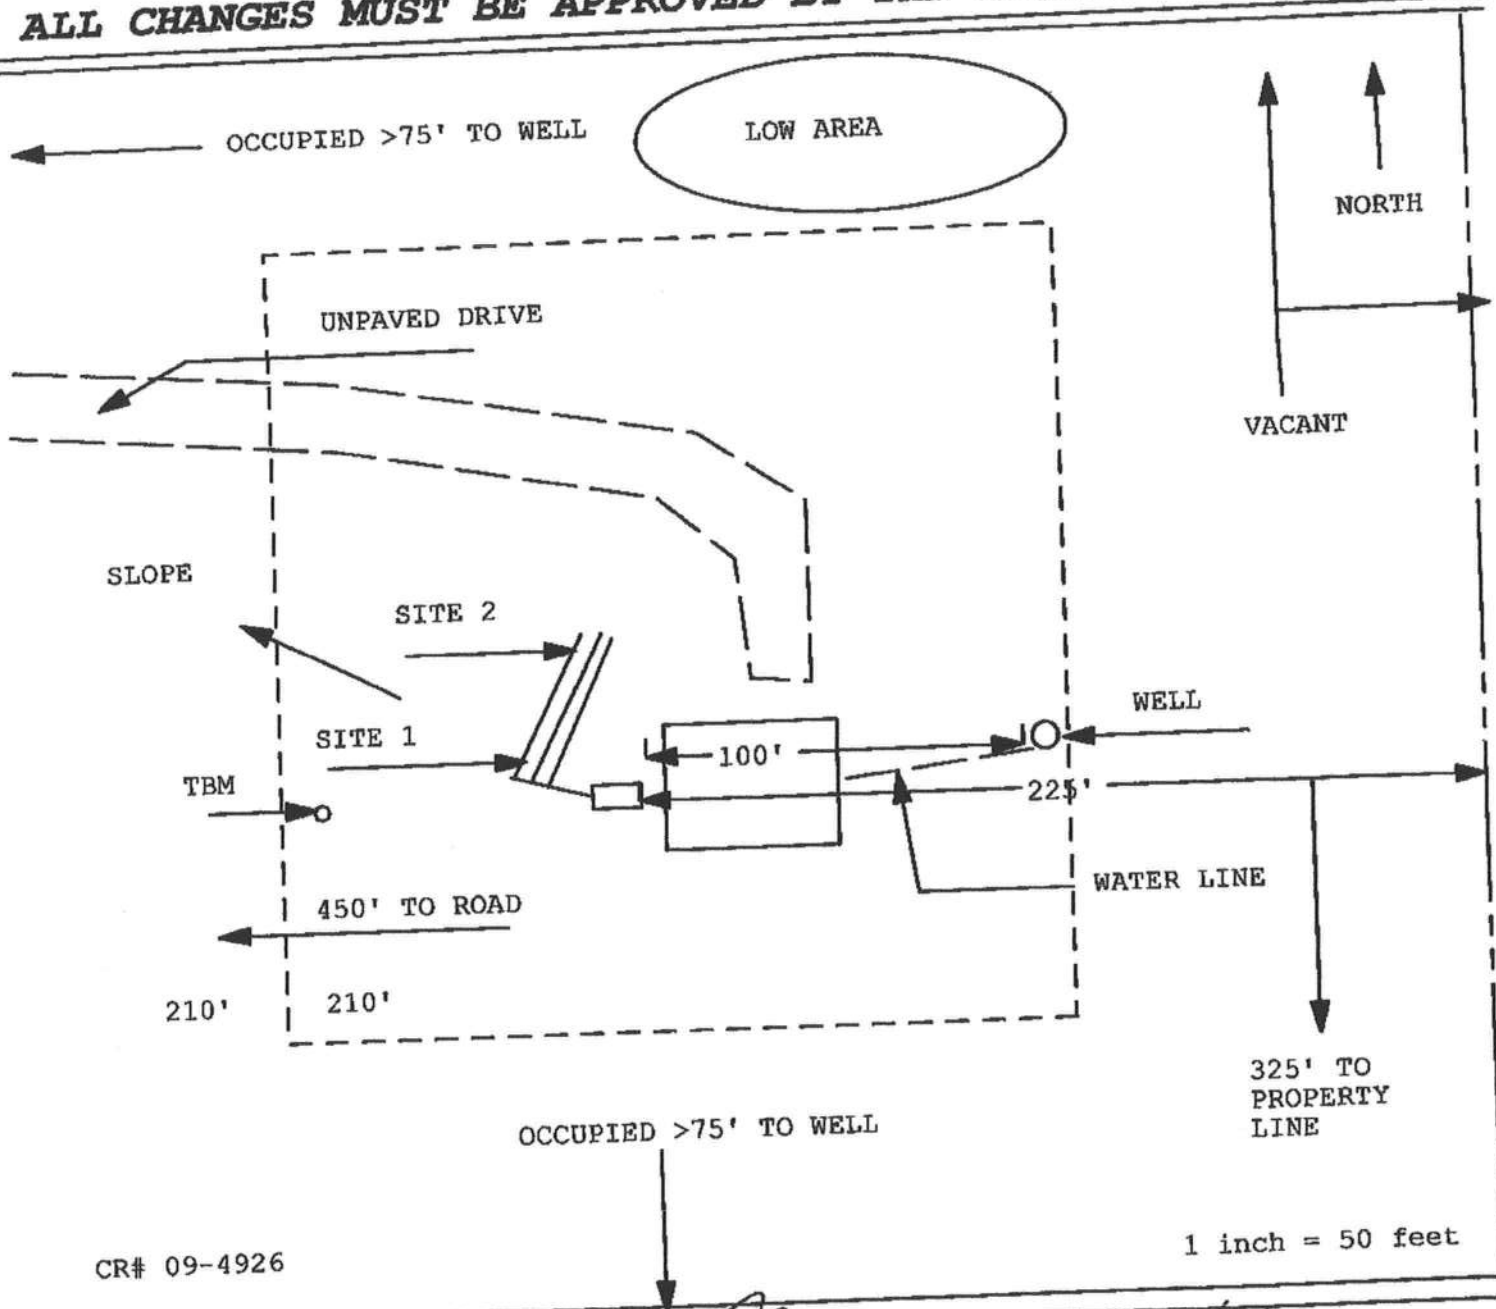 ALL CHANGES MUST BE APPROVED BY
OCCUPIED >75' TO WELL
LOW AREA
NORTH
UNPAVED DRIVE
VACANT
SLOPE
SITE 2
WELL
SITE 1
100'
TBM
225'
WATER LINE
450' TO ROAD
210'
210'
325' TO
PROPERTY
LINE
OCCUPIED >75' TO WELL
1 inch = 50 feet
CR# 09-4926